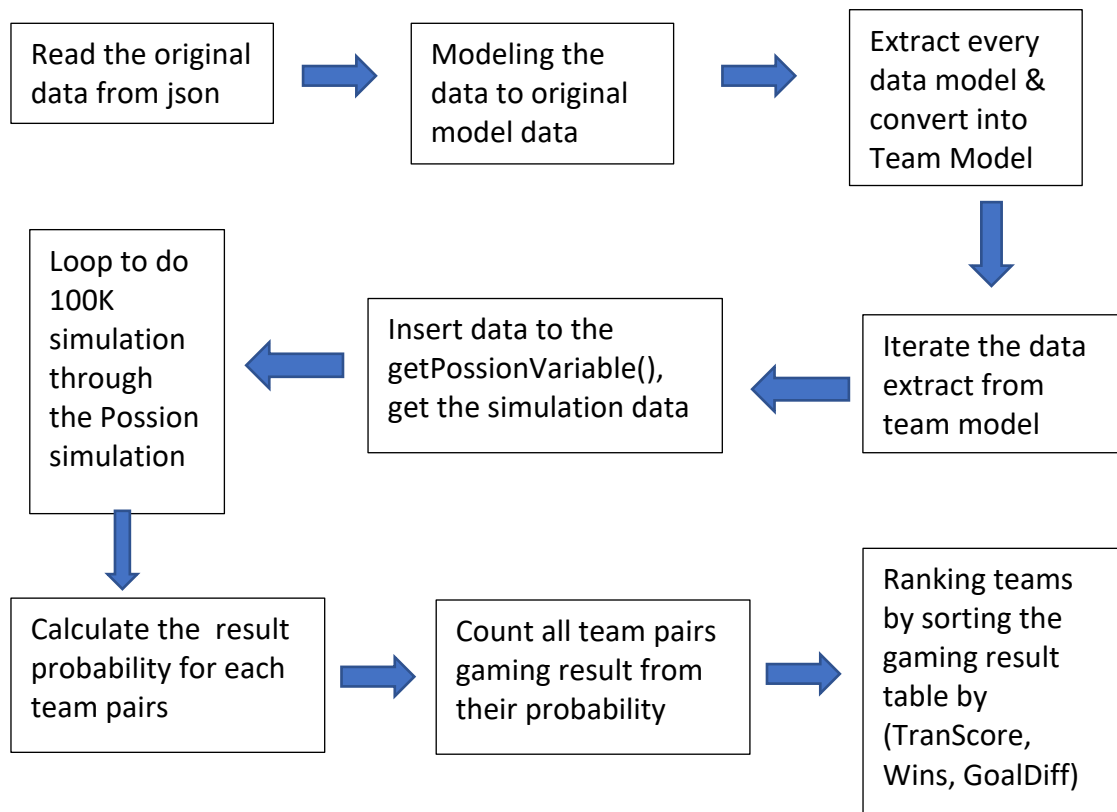 Read the original
data from json
Modeling the
data to original
model data
Extract every
data model &
convert into
Team Model
Iterate the data
extract from
team model
Insert data to the
getPossionVariable(),
get the simulation data
Loop to do
100K
simulation
through
the Possion
simulation
Calculate the  result
probability for each
team pairs
Count all team pairs
gaming result from
their probability
Ranking teams
by sorting the
gaming result
table by
(TranScore,
Wins, GoalDiff)